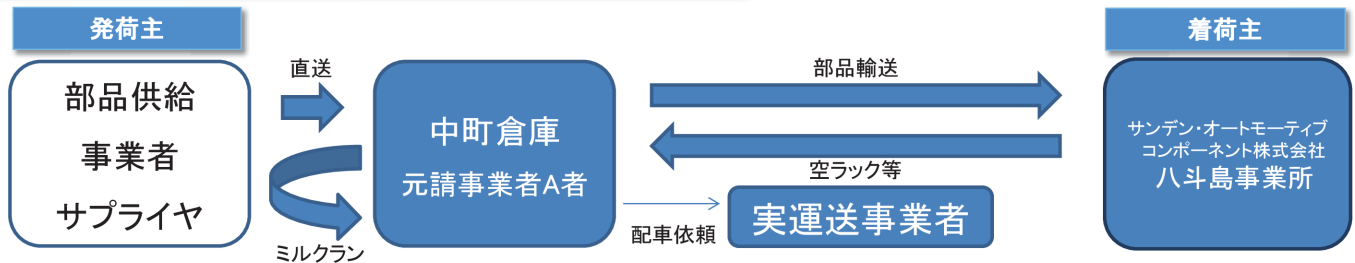 発荷主
部品供給
事業者
サプライヤ
直送
ミルクラン
中町倉庫
元請事業者A者
部品輸送
空ラック等
配車依頼
実運送事業者
着荷主
サンデン・オートモーティブ
コンポーネント株式会社
八斗島事業所